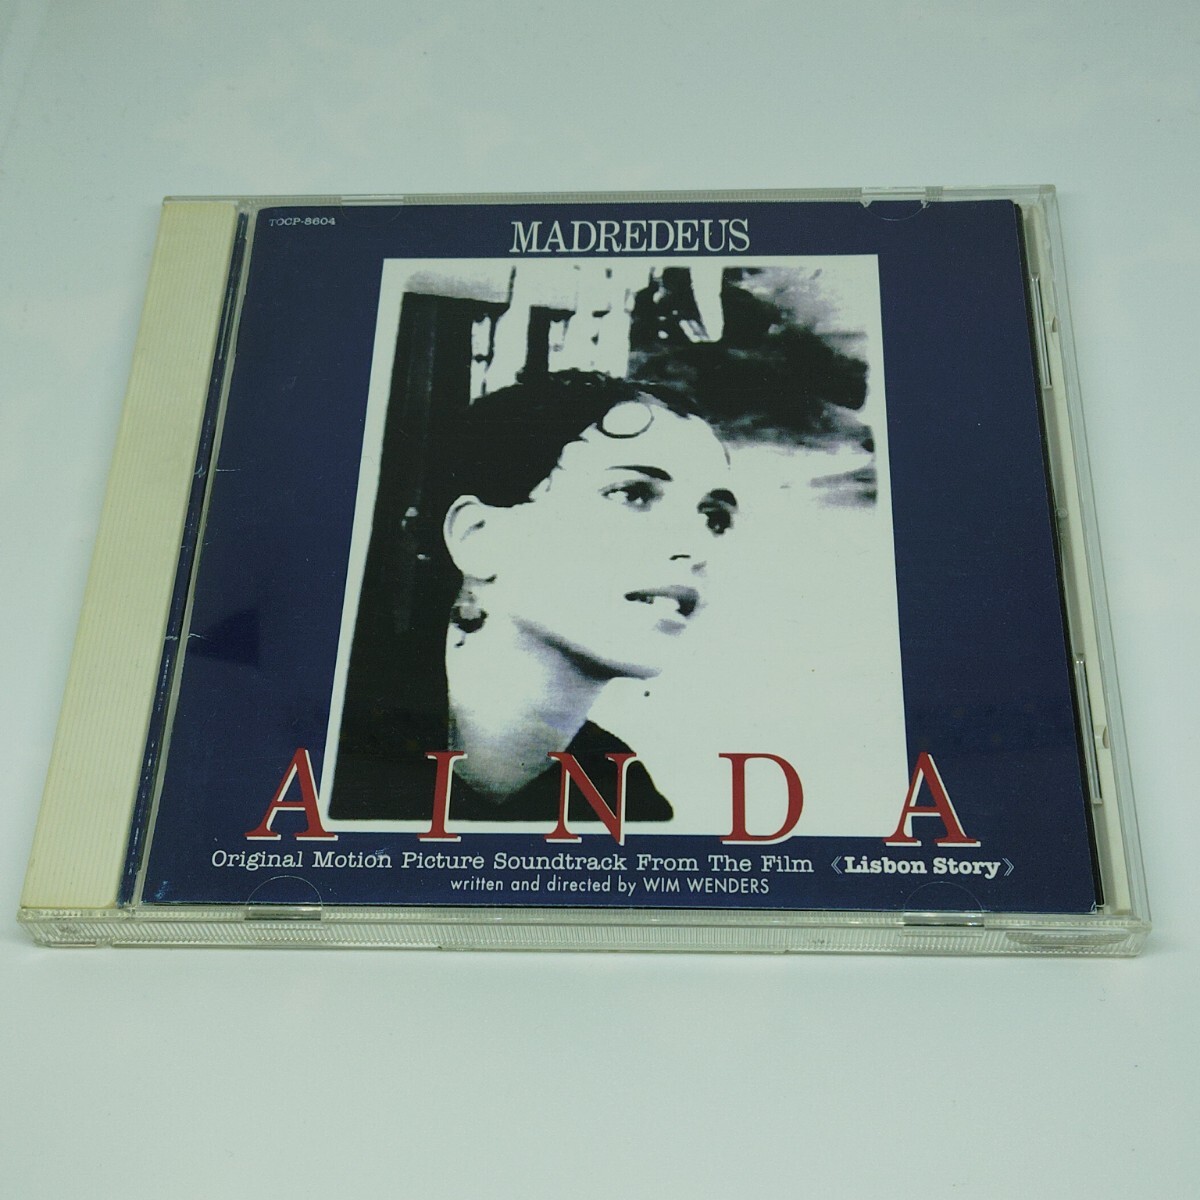 TOCP-8604
MADREDEUS
AINDA
Original Motion Picture Soundtrack From The Film 《Lisbon Story》
written and directed by WIM WENDERS